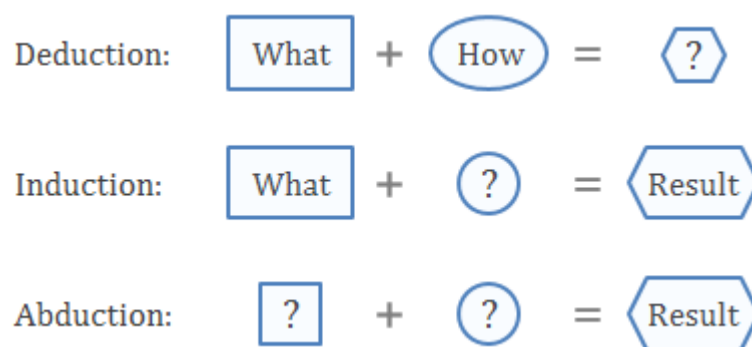 Deduction: What + How = ?
Induction: What + ? = Result
Abduction: ? + ? = Result